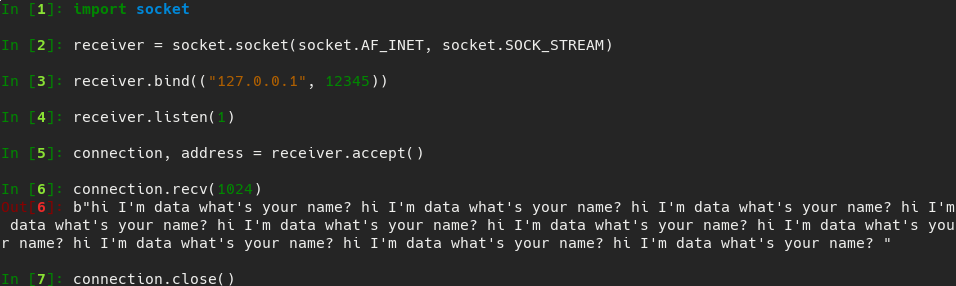 In [1]: import socket
In [2]: receiver = socket.socket(socket.AF_INET, socket.SOCK_STREAM)
In [3]: receiver.bind(("127.0.0.1", 12345))
In [4]: receiver.listen(1)
In [5]: connection, address = receiver.accept()
In [6]: connection.recv(1024)
Out[6]: b"hi I'm data what's your name? hi I'm data what's your name? hi I'm data what's your name? hi I'm
data what's your name? hi I'm data what's your name? hi I'm data what's your name? hi I'm data what's you
r name? hi I'm data what's your name? hi I'm data what's your name? hi I'm data what's your name? "
In [7]: connection.close()